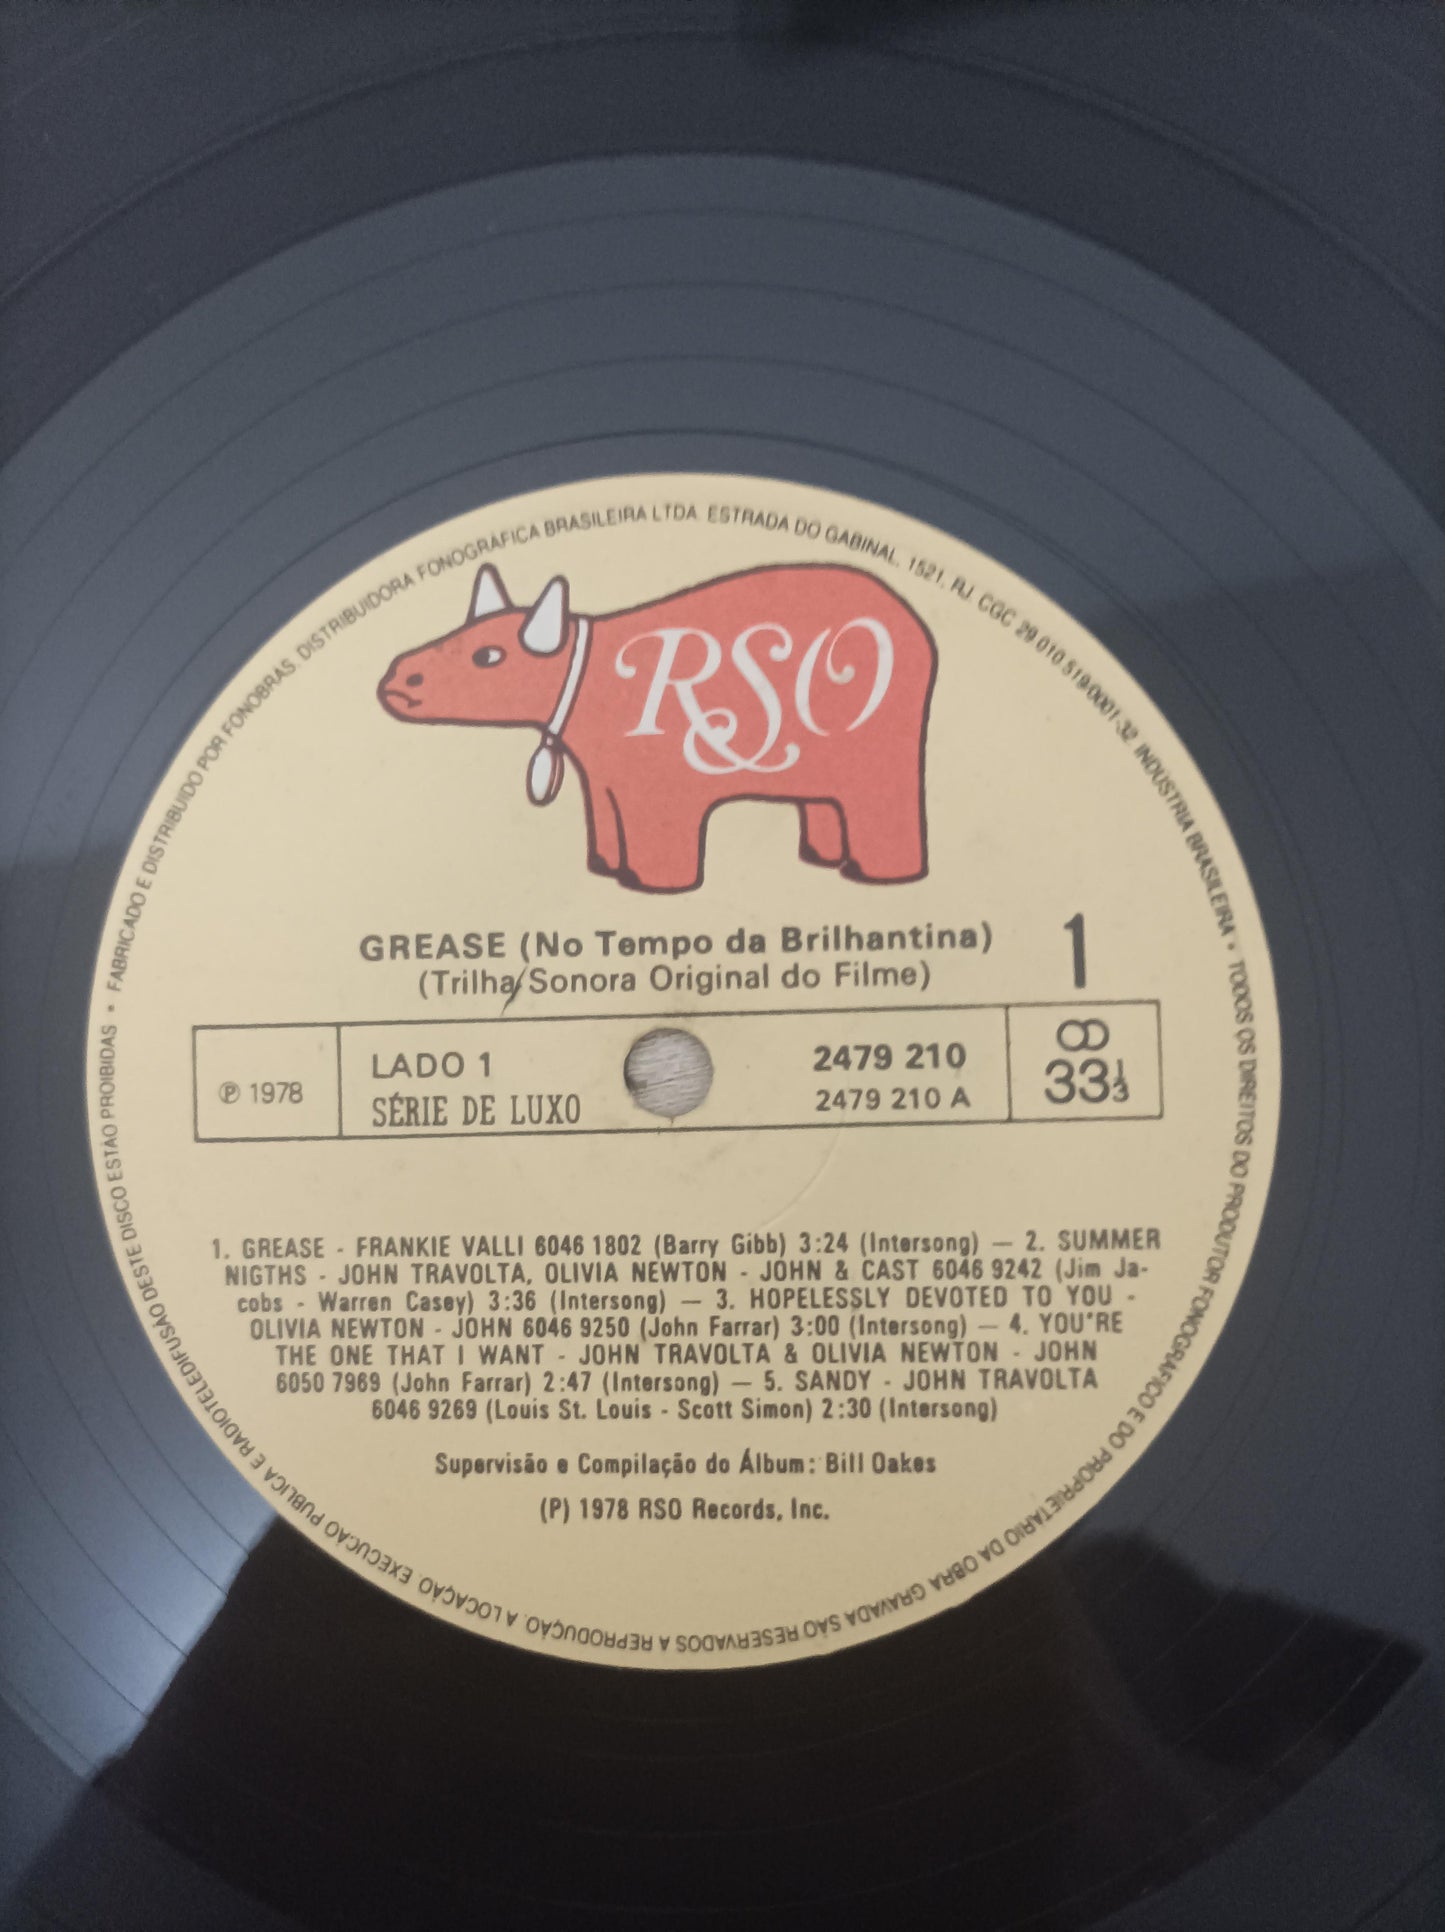 FABRICADO E DISTRIBUIDO POR FONOBRAS. DISTRIBUIDORA FONOGRÁFICA BRASILEIRA LTDA. ESTRADA DO GABINAL, 1521, RJ. CGC 29.010.519/0001-32. INDUSTRIA BRASILEIRA • TODOS OS DIREITOS DO PRODUTOR FONOGRAFICO E DO PROPRIETARIO DA OBRA GRAVADA SÃO RESERVADOS A REPRODUÇÃO. A LOCAÇÃO. EXECUÇÃO PUBLICA E RADIOTELEDIFUSÃO DESTE DISCO ESTÃO PROIBIDAS •
RSO
GREASE (No Tempo da Brilhantina)
(Trilha/Sonora Original do Filme)
1
℗ 1978
LADO 1
SÉRIE DE LUXO
2479 210
2479 210 A
33⅓
1. GREASE - FRANKIE VALLI 6046 1802 (Barry Gibb) 3:24 (Intersong) — 2. SUMMER
NIGTHS - JOHN TRAVOLTA, OLIVIA NEWTON - JOHN & CAST 6046 9242 (Jim Ja-
cobs - Warren Casey) 3:36 (Intersong) — 3. HOPELESSLY DEVOTED TO YOU -
OLIVIA NEWTON - JOHN 6046 9250 (John Farrar) 3:00 (Intersong) — 4. YOU'RE
THE ONE THAT I WANT - JOHN TRAVOLTA & OLIVIA NEWTON - JOHN
6050 7969 (John Farrar) 2:47 (Intersong) — 5. SANDY - JOHN TRAVOLTA
6046 9269 (Louis St. Louis - Scott Simon) 2:30 (Intersong)
Supervisão e Compilação do Álbum: Bill Oakes
(P) 1978 RSO Records, Inc.